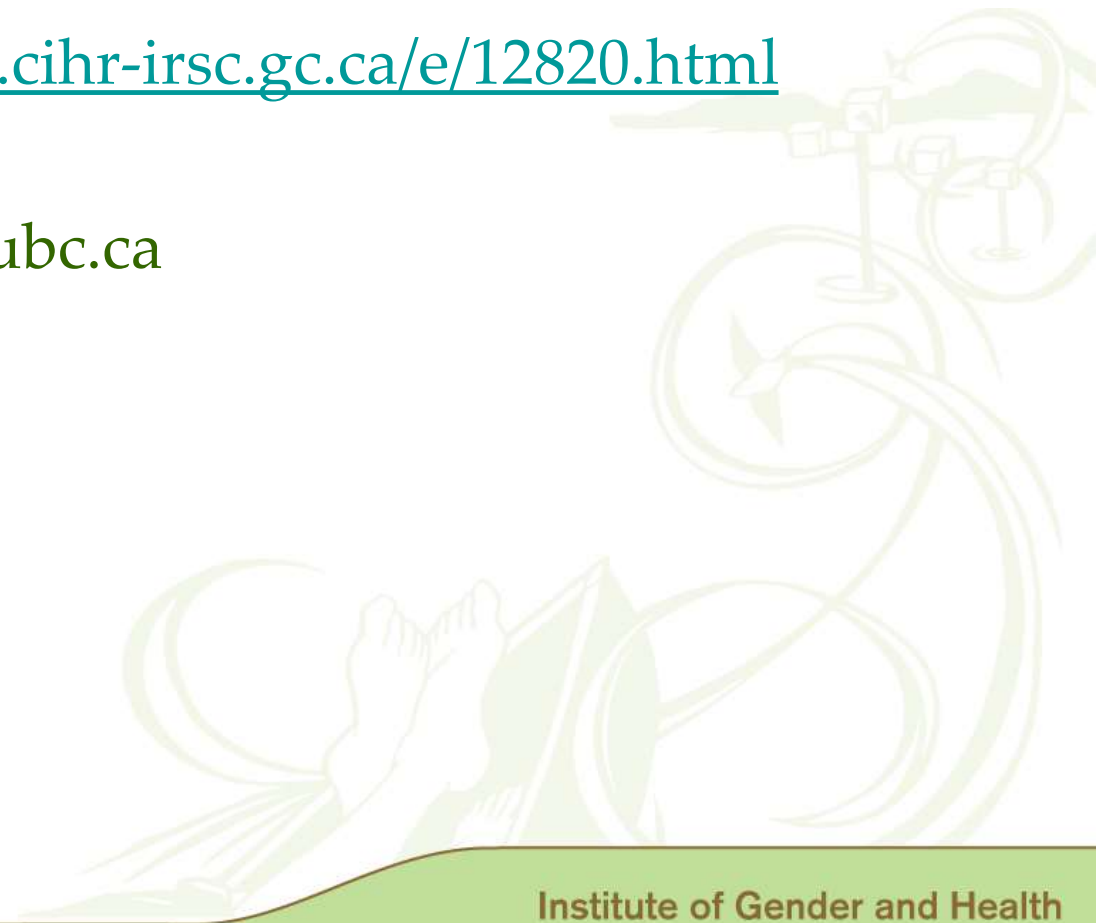 .cihr-irsc.gc.ca/e/12820.html
ubc.ca
Institute of Gender and Health